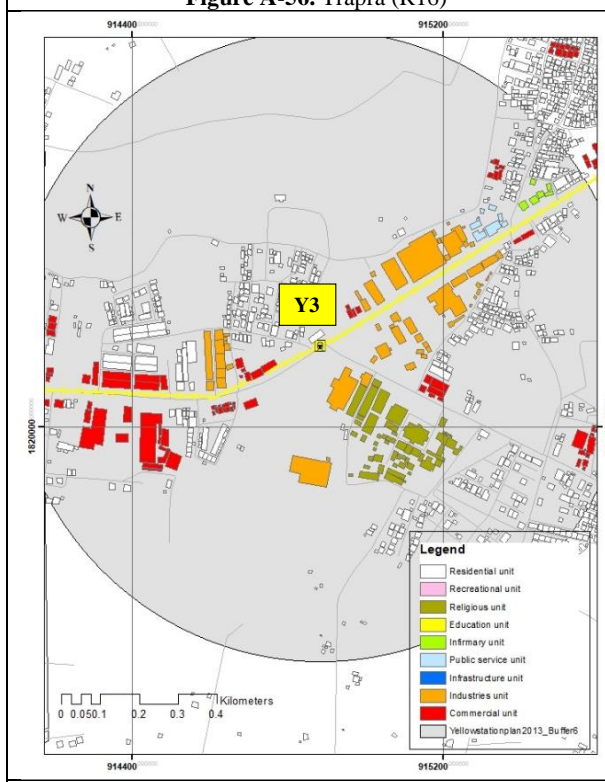 Figure A-56. Trapra (R16)
914400 915200
N
W E
S
Y3
1820000 1820000
Legend
Residential unit
Recreational unit
Religious unit
Education unit
Infirmary unit
Public service unit
Infrastructure unit
Industries unit
Commercial unit
Yellowstationplan2013_Buffer6
Kilometers
0 0.050.1 0.2 0.3 0.4
914400 915200